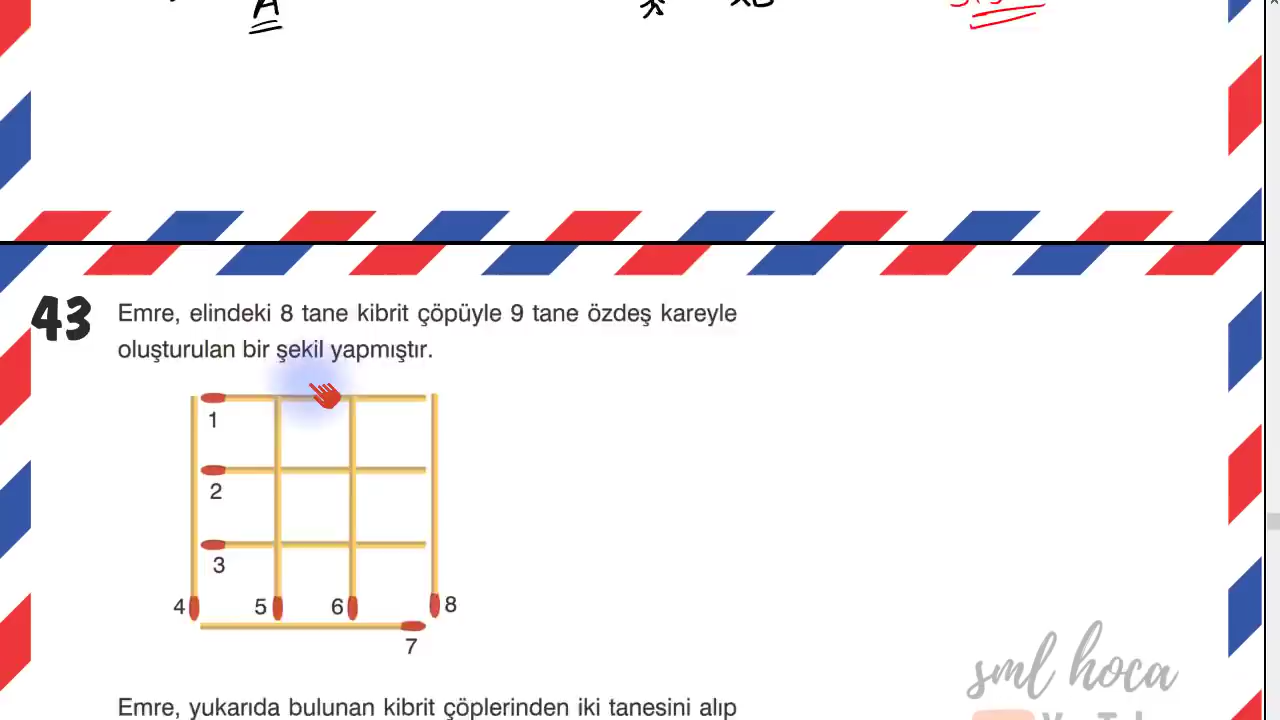 A
43 Emre, elindeki 8 tane kibrit çöpüyle 9 tane özdeş kareyle
oluşturulan bir şekil yapmıştır.
1
2
3
4 5 6 8
7
sml hoca
Emre, yukarıda bulunan kibrit çöplerinden iki tanesini alıp